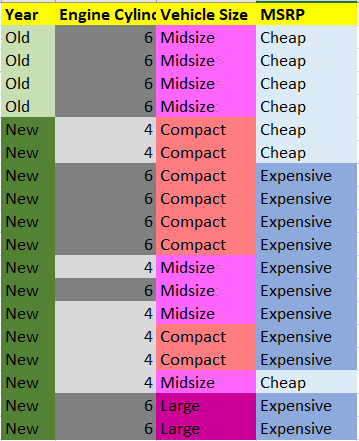 Year Engine Cylind Vehicle Size MSRP
Old 6 Midsize Cheap
Old 6 Midsize Cheap
Old 6 Midsize Cheap
Old 6 Midsize Cheap
New 4 Compact Cheap
New 4 Compact Cheap
New 6 Compact Expensive
New 6 Compact Expensive
New 6 Compact Expensive
New 6 Compact Expensive
New 4 Midsize Expensive
New 6 Midsize Expensive
New 4 Midsize Expensive
New 4 Compact Expensive
New 4 Compact Expensive
New 4 Midsize Cheap
New 6 Large Expensive
New 6 Large Expensive